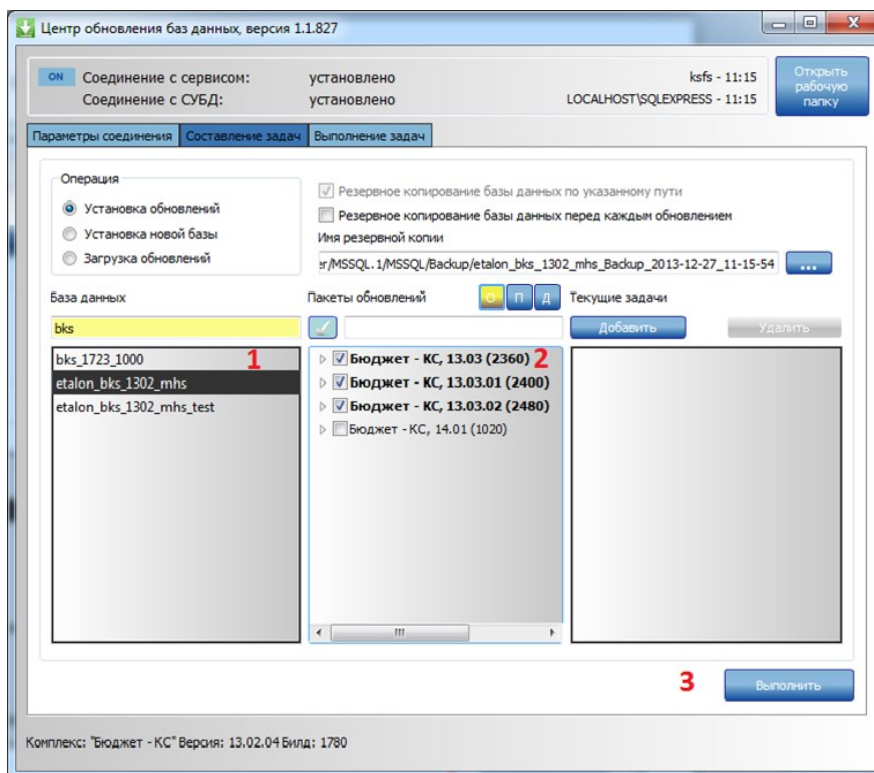 Центр обновления баз данных, версия 1.1.827
ON Соединение с сервисом: установлено ksfs - 11:15
Соединение с СУБД: установлено LOCALHOST\SQLEXPRESS - 11:15
Открыть
рабочую
папку
Параметры соединения Составление задач Выполнение задач
Операция
Установка обновлений
Установка новой базы
Загрузка обновлений
Резервное копирование базы данных по указанному пути
Резервное копирование базы данных перед каждым обновлением
Имя резервной копии
er/MSSQL.1/MSSQL/Backup/etalon_bks_1302_mhs_Backup_2013-12-27_11-15-54 ...
База данных
bks
bks_1723_1000 1
etalon_bks_1302_mhs
etalon_bks_1302_mhs_test
Пакеты обновлений О П Д
Бюджет - КС, 13.03 (2360) 2
Бюджет - КС, 13.03.01 (2400)
Бюджет - КС, 13.03.02 (2480)
Бюджет - КС, 14.01 (1020)
Текущие задачи
Добавить Удалить
3 Выполнить
Комплекс: "Бюджет - КС" Версия: 13.02.04 Билд: 1780